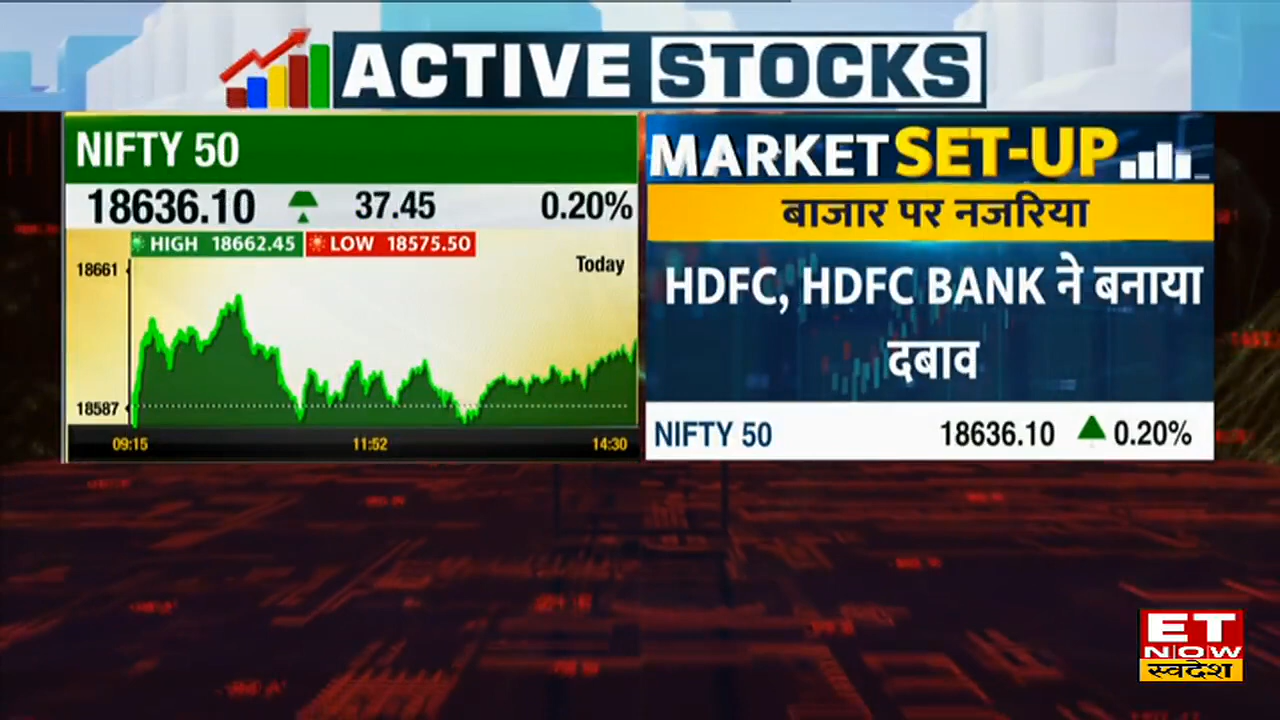 ACTIVE STOCKS
NIFTY 50
18636.10 37.45 0.20%
HIGH 18662.45 LOW 18575.50
Today
18661
18587
09:15 11:52 14:30
MARKET SET-UP
बाजार पर नजरिया
HDFC, HDFC BANK ने बनाया
दबाव
NIFTY 50 18636.10 0.20%
ET
NOW
स्वदेश